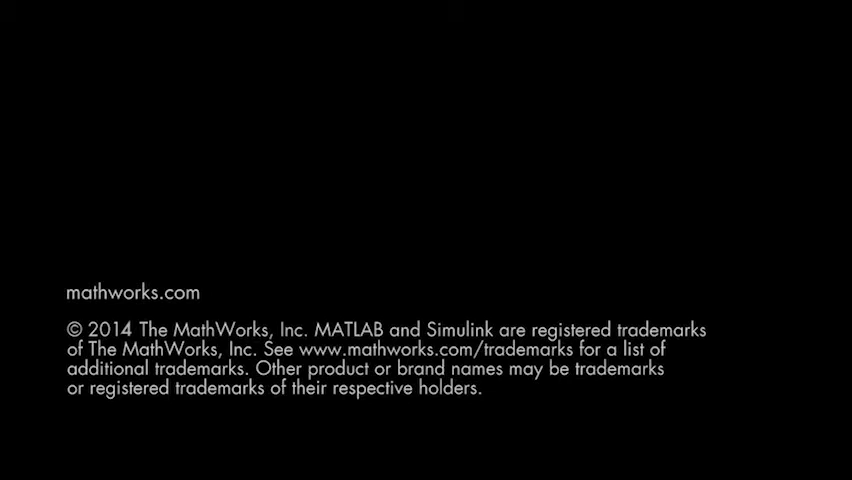 mathworks.com
© 2014 The MathWorks, Inc. MATLAB and Simulink are registered trademarks
of The MathWorks, Inc. See www.mathworks.com/trademarks for a list of
additional trademarks. Other product or brand names may be trademarks
or registered trademarks of their respective holders.